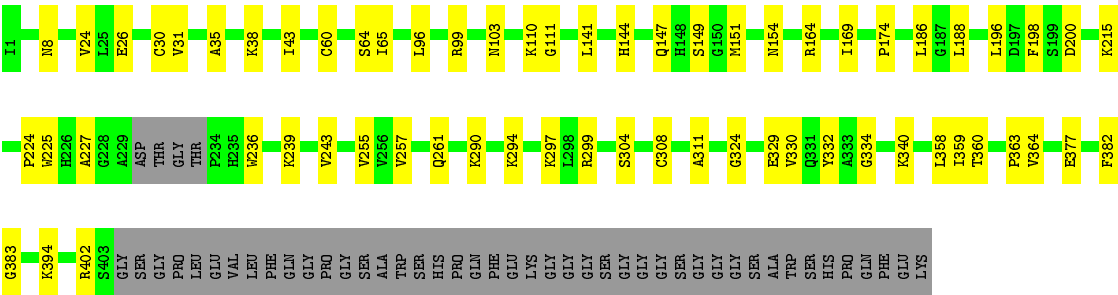 I1 N8 V24 L25 E26 C30 V31 A35 K38 I43 C60 S64 I65 L96 R99 N103 K110 G111 L141 H144 Q147 H148 S149 G150 M151 N154 R164 I169 P174 L186 G187 L188 L196 D197 F198 S199 D200 K215
P224 W225 H226 A227 G228 A229 ASP THR GLY THR P234 H235 W236 K239 V243 V255 V256 V257 Q261 K290 K294 K297 L298 R299 S304 C308 A311 G324 E329 V330 Q331 Y332 A333 G334 K340 L358 I359 T360 P363 V364 E377 F382
G383 K394 R402 S403 GLY SER GLY PRO LEU GLU VAL LEU PHE GLN GLY PRO GLY SER ALA TRP SER HIS PRO GLN PHE GLU LYS GLY GLY GLY SER GLY GLY GLY SER GLY GLY GLY SER ALA TRP SER HIS PRO GLN PHE GLU LYS